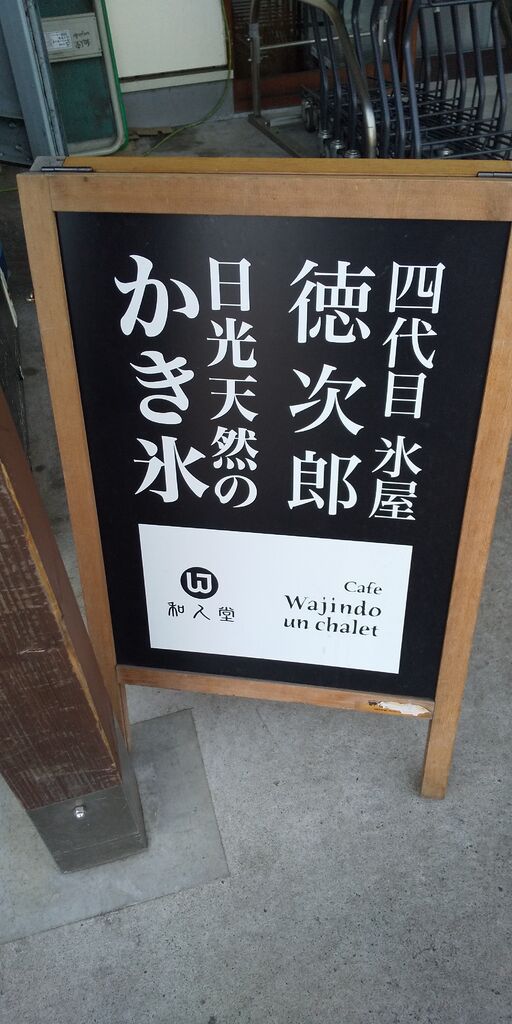 四代目 氷屋
徳次郎
日光天然の
かき氷
和人堂
Cafe
Wajindo
un chalet